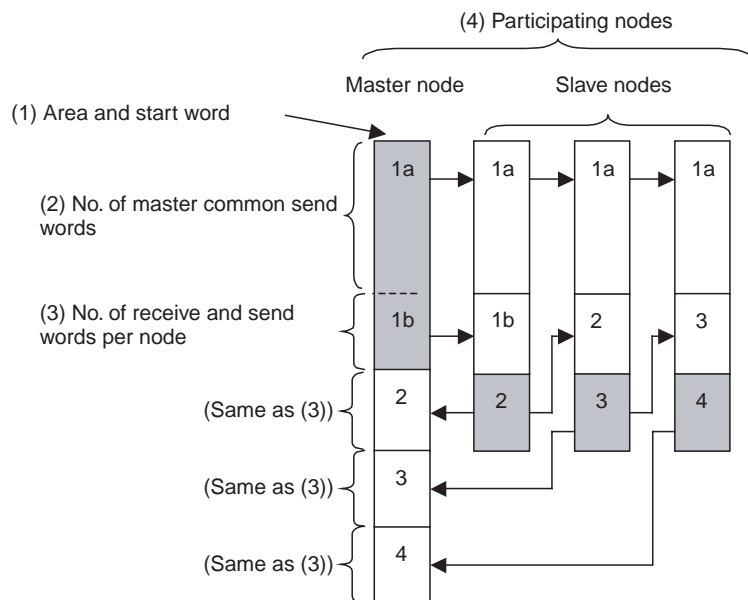 (4) Participating nodes
Master node
Slave nodes
(1) Area and start word
1a
1a
1a
1a
(2) No. of master common send
words
(3) No. of receive and send
words per node
1b
1b
2
3
(Same as (3))
2
2
3
4
(Same as (3))
3
(Same as (3))
4